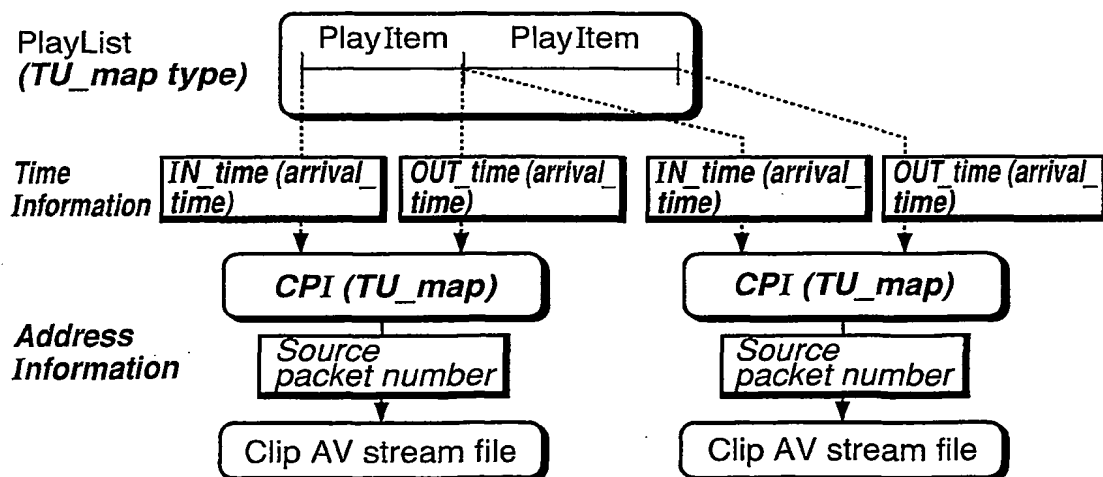 PlayList
(TU_map type)
PlayItem PlayItem
Time
Information
IN_time (arrival_
time)
OUT_time (arrival_
time)
IN_time (arrival_
time)
OUT_time (arrival_
time)
CPI (TU_map)
CPI (TU_map)
Address
Information
Source
packet number
Source
packet number
Clip AV stream file
Clip AV stream file